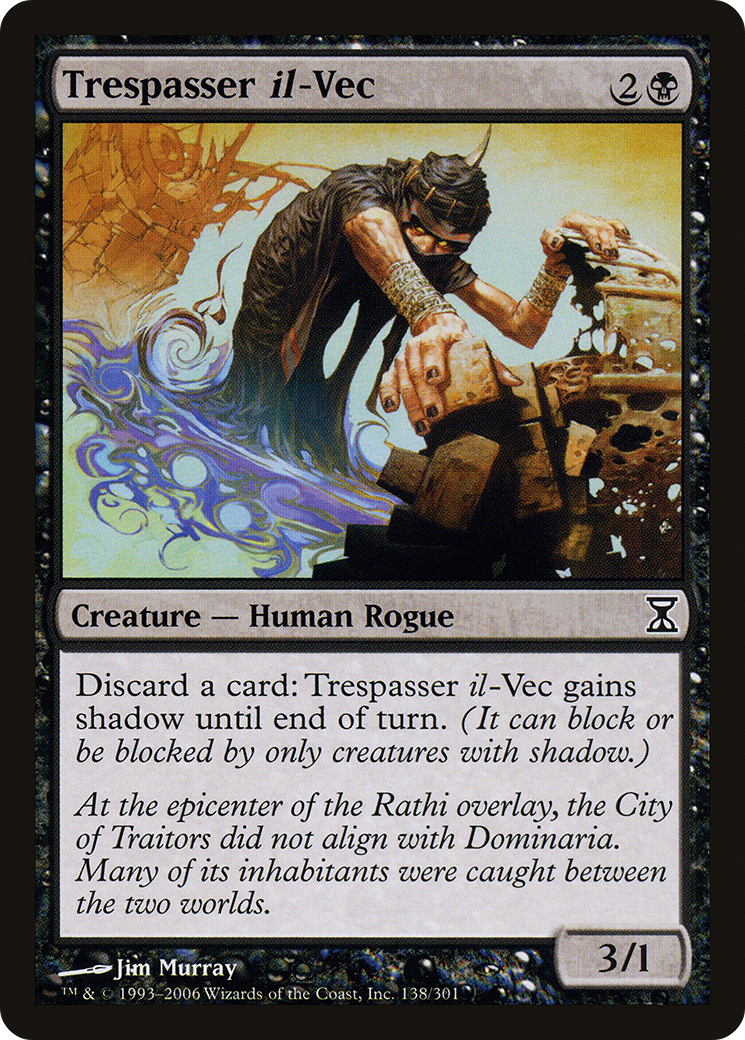 Trespasser il-Vec
2
Creature — Human Rogue
Discard a card: Trespasser il-Vec gains
shadow until end of turn. (It can block or
be blocked by only creatures with shadow.)
At the epicenter of the Rathi overlay, the City
of Traitors did not align with Dominaria.
Many of its inhabitants were caught between
the two worlds.
3/1
Jim Murray
™ & © 1993–2006 Wizards of the Coast, Inc. 138/301